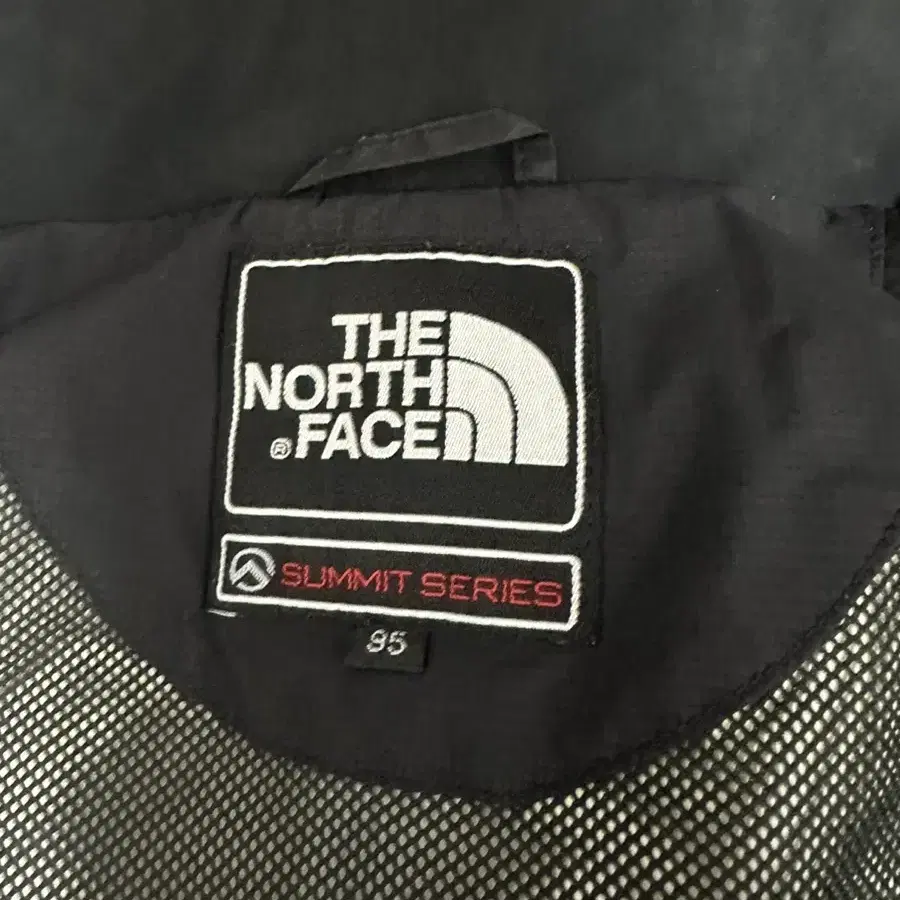 THE
NORTH
® FACE
SUMMIT SERIES
95